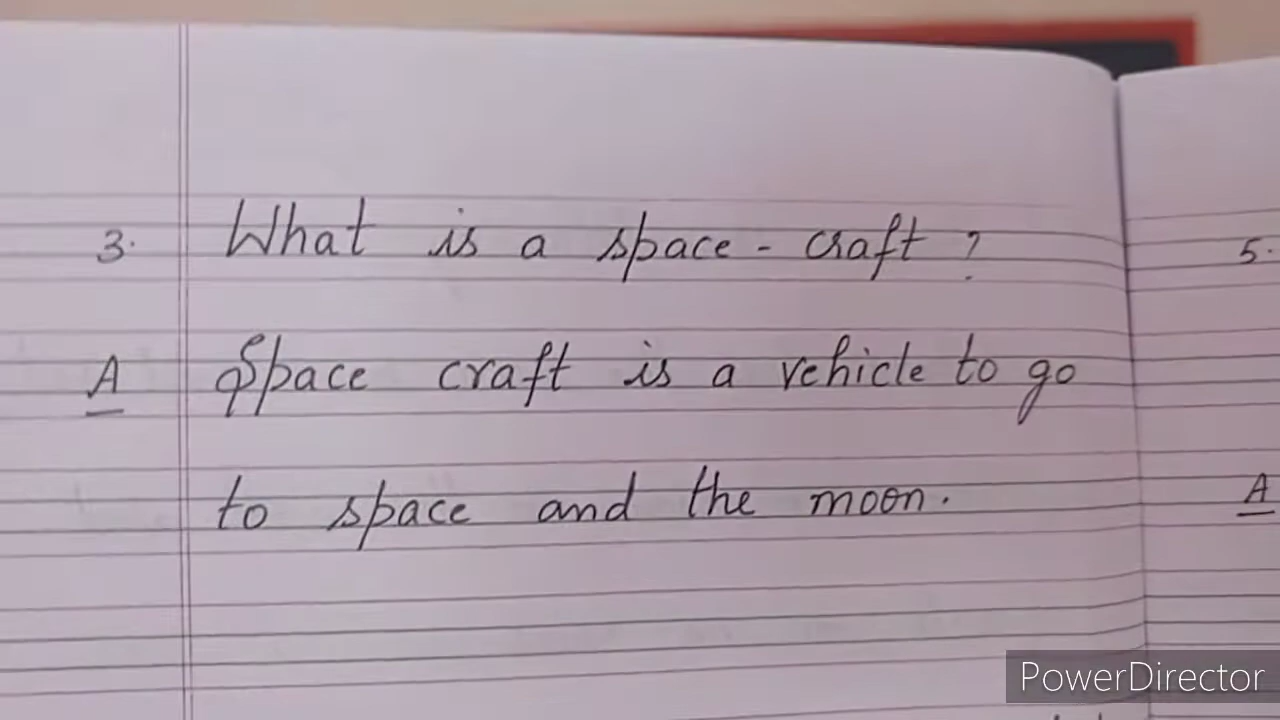 3. What is a space - craft ?
A Space craft is a vehicle to go
to space and the moon.
5.
A
PowerDirector